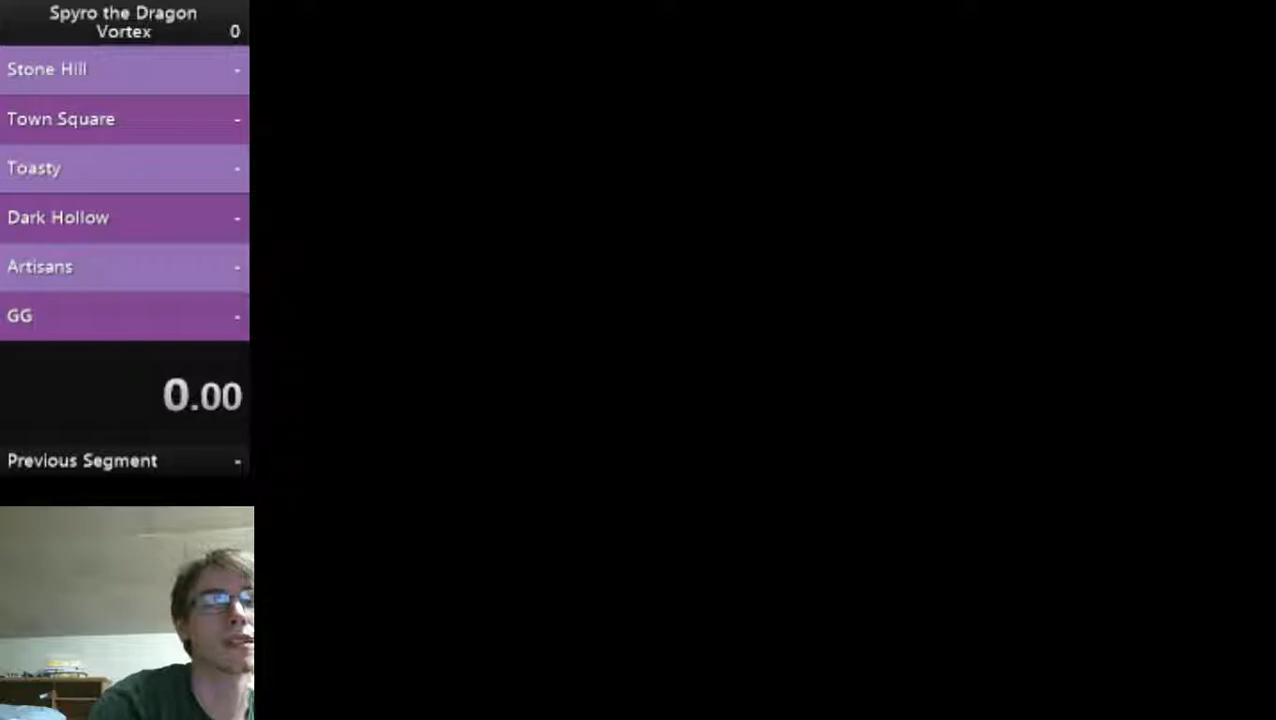 Spyro the Dragon
Vortex 0
Stone Hill -
Town Square -
Toasty -
Dark Hollow -
Artisans -
GG -
0.00
Previous Segment -